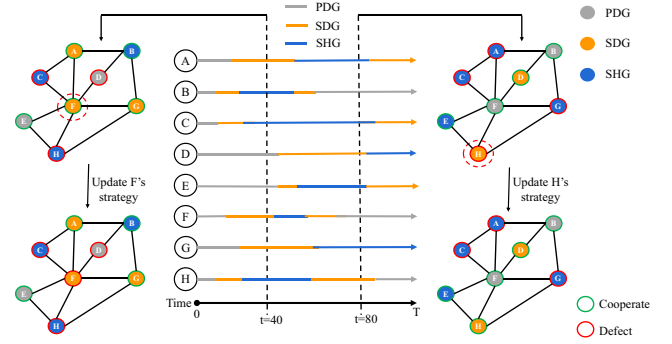 PDG
SDG
SHG
PDG
SDG
SHG
A
B
C
D
F
E
G
H
Update F's
strategy
A
B
C
D
F
E
G
H
A
B
C
D
E
F
G
H
Time
0
t=40
t=80
T
A
B
C
D
F
E
G
H
Update H's
strategy
A
B
C
D
F
E
G
H
Cooperate
Defect